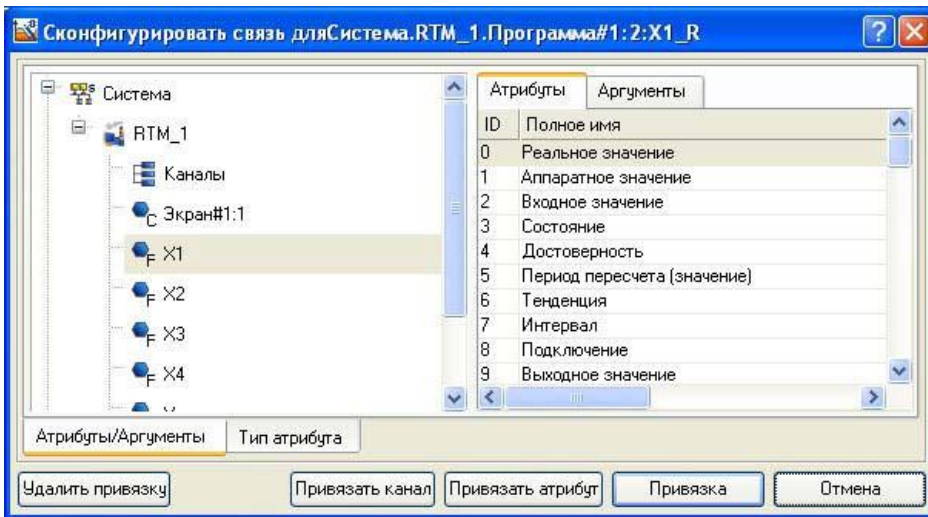 Сконфигурировать связь дляСистема.RTM_1.Программа#1:2:X1_R
Система
RTM_1
Каналы
C Экран#1:1
F X1
F X2
F X3
F X4
Атрибуты Аргументы
ID Полное имя
0 Реальное значение
1 Аппаратное значение
2 Входное значение
3 Состояние
4 Достоверность
5 Период пересчета (значение)
6 Тенденция
7 Интервал
8 Подключение
9 Выходное значение
Атрибуты/Аргументы Тип атрибута
Удалить привязку Привязать канал Привязать атрибут Привязка Отмена